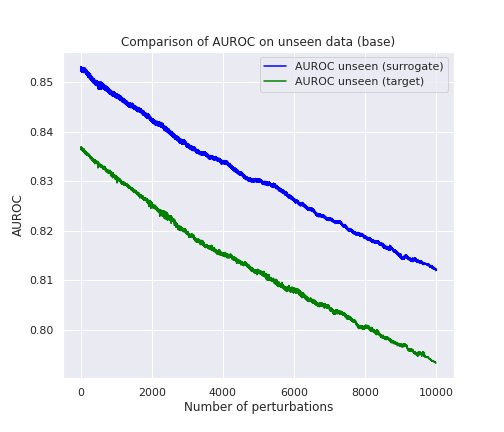 Comparison of AUROC on unseen data (base)
AUROC unseen (surrogate)
AUROC unseen (target)
0.85
0.84
0.83
0.82
0.81
0.80
AUROC
0 2000 4000 6000 8000 10000
Number of perturbations